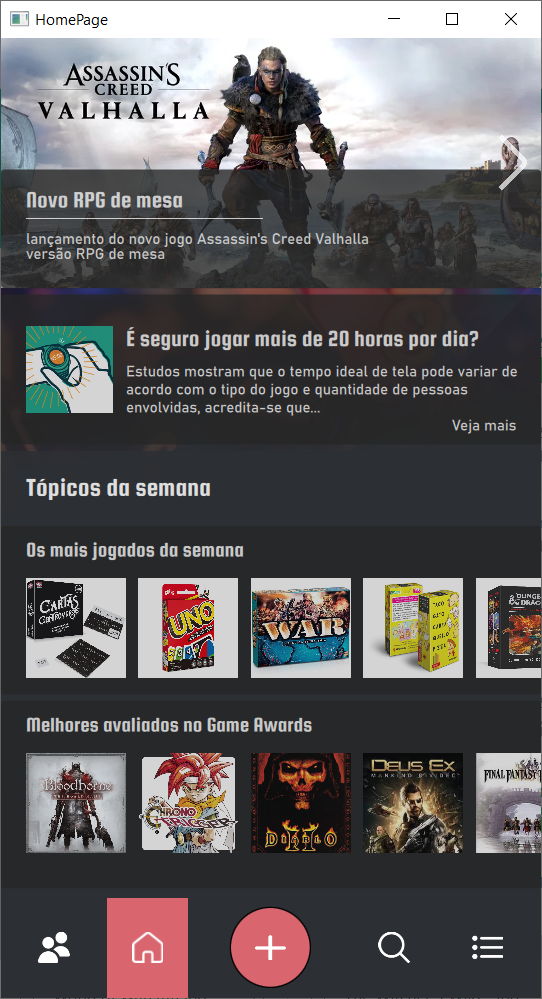 HomePage
ASSASSIN'S
CREED
VALHALLA
Novo RPG de mesa
lançamento do novo jogo Assassin's Creed Valhalla
versão RPG de mesa
É seguro jogar mais de 20 horas por dia?
Estudos mostram que o tempo ideal de tela pode variar de
acordo com o tipo do jogo e quantidade de pessoas
envolvidas, acredita-se que...
Veja mais
Tópicos da semana
Os mais jogados da semana
CARTAS
UNO
WAR
TACO
GATO
Melhores avaliados no Game Awards
Bloodborne
CHRONO
DIABLO
II
DEUS EX
MANKIND DIVIDED
FINAL FANTASY